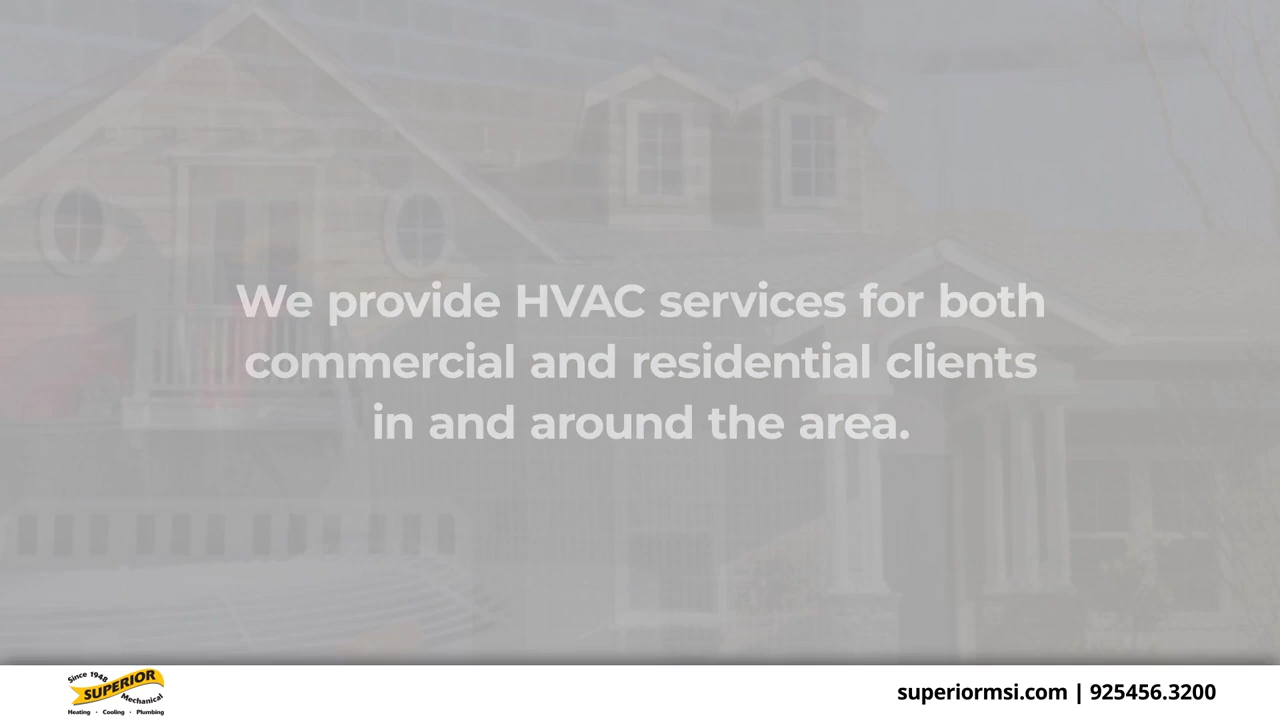 We provide HVAC services for both
commercial and residential clients
in and around the area.
Since 1948
SUPERIOR
Mechanical
Heating · Cooling · Plumbing
superiormsi.com | 925456.3200